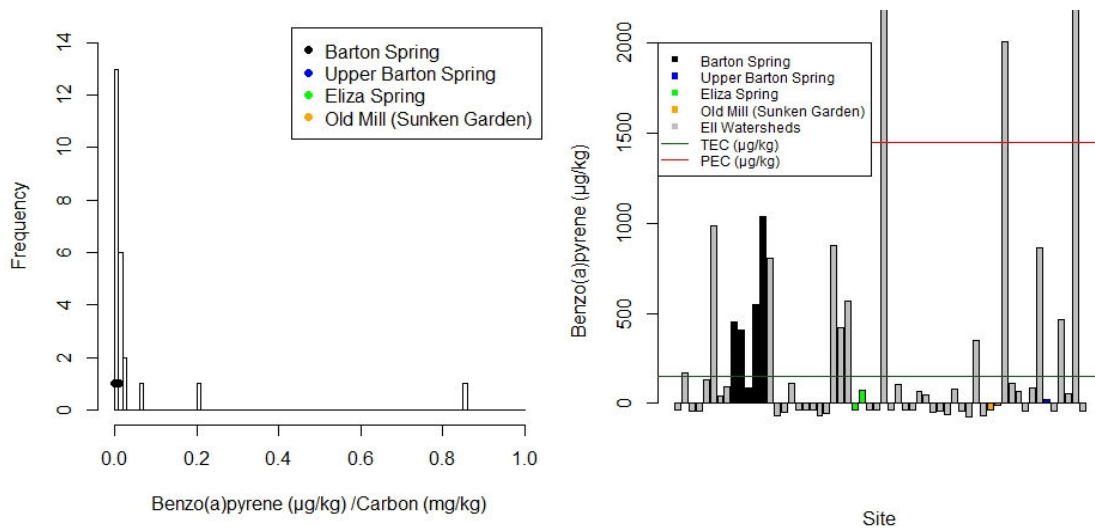 14
12
10
8
6
4
2
0
Frequency
Barton Spring
Upper Barton Spring
Eliza Spring
Old Mill (Sunken Garden)
0.0 0.2 0.4 0.6 0.8 1.0
Benzo(a)pyrene (µg/kg) /Carbon (mg/kg)
2000
1500
1000
500
0
Benzo(a)pyrene (µg/kg)
Barton Spring
Upper Barton Spring
Eliza Spring
Old Mill (Sunken Garden)
EII Watersheds
TEC (µg/kg)
PEC (µg/kg)
Site